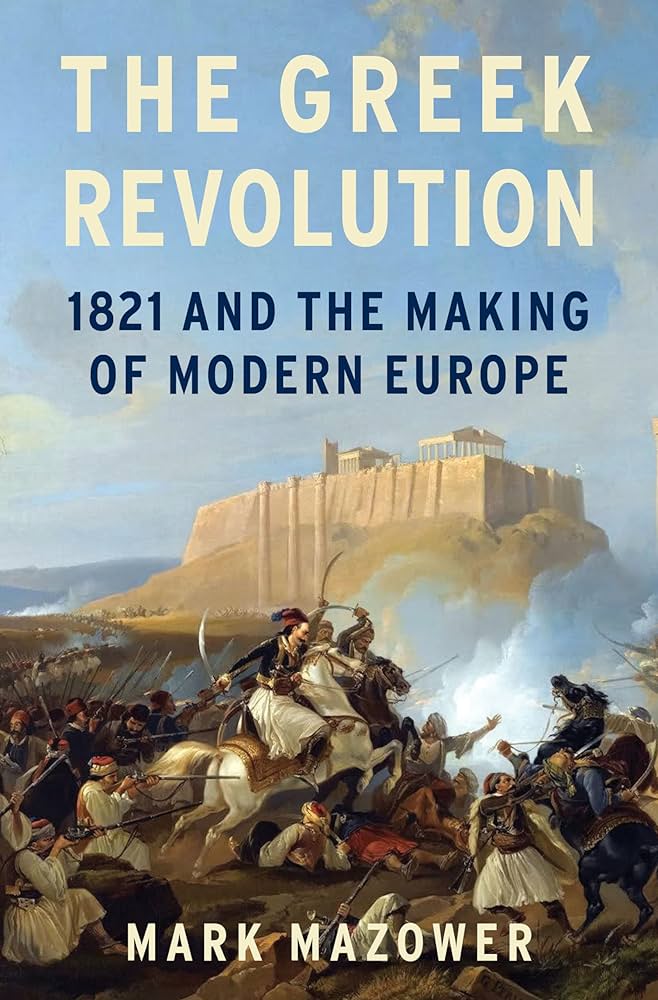 THE GREEK
REVOLUTION
1821 AND THE MAKING
OF MODERN EUROPE
MARK MAZOWER